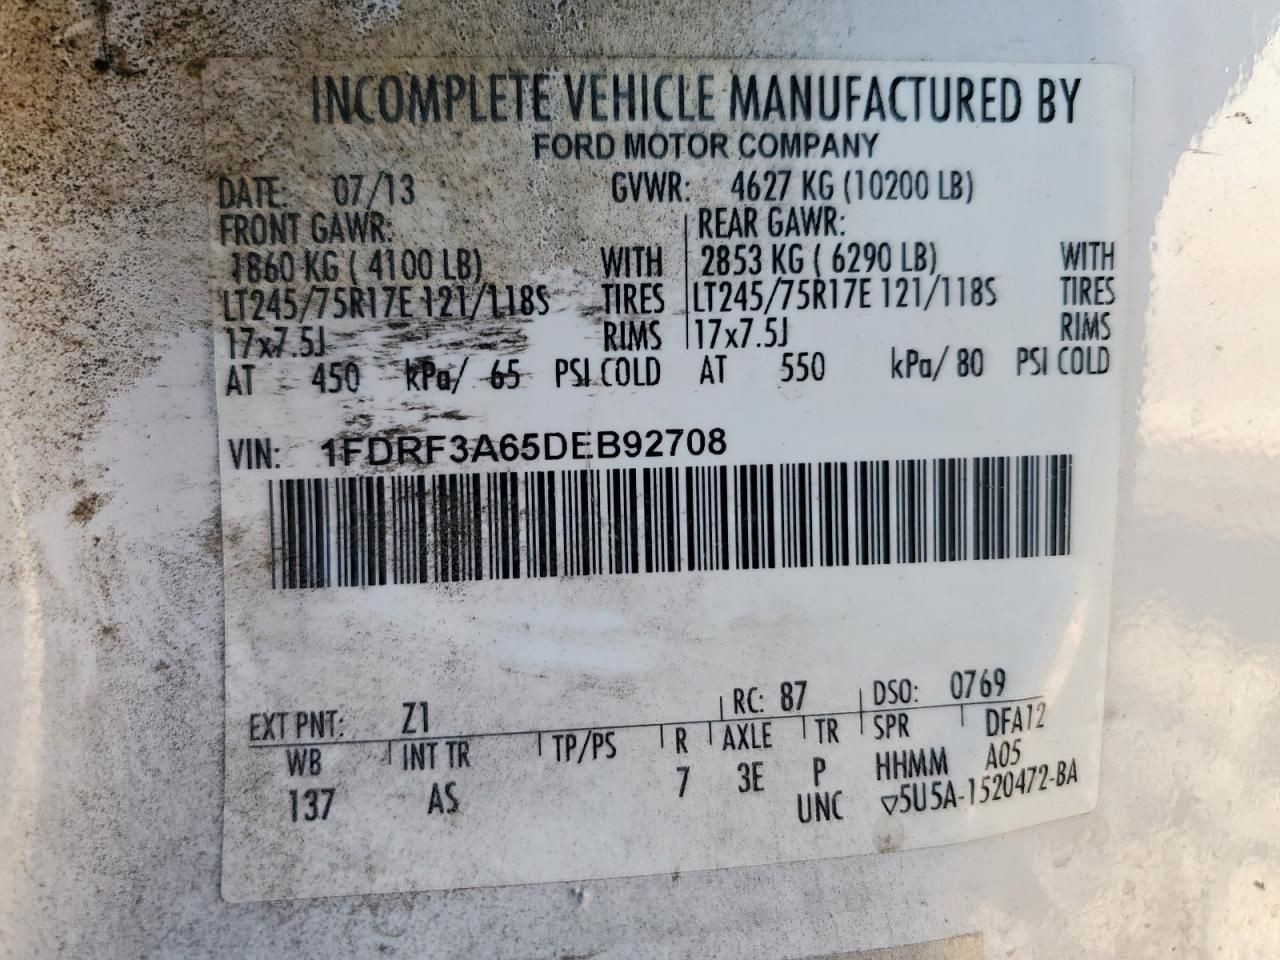 INCOMPLETE VEHICLE MANUFACTURED BY
FORD MOTOR COMPANY
DATE: 07/13 GVWR: 4627 KG (10200 LB)
FRONT GAWR: REAR GAWR:
1860 KG ( 4100 LB) WITH 2853 KG ( 6290 LB) WITH
LT245/75R17E 121/118S TIRES LT245/75R17E 121/118S TIRES
17x7.5J RIMS 17x7.5J RIMS
AT 450 kPa/ 65 PSI COLD AT 550 kPa/ 80 PSI COLD
VIN: 1FDRF3A65DEB92708
EXT PNT: Z1 RC: 87 DSO: 0769
WB INT TR TP/PS R AXLE TR SPR DFA12
137 AS 7 3E P HHMM A05
UNC ▽5U5A-1520472-BA